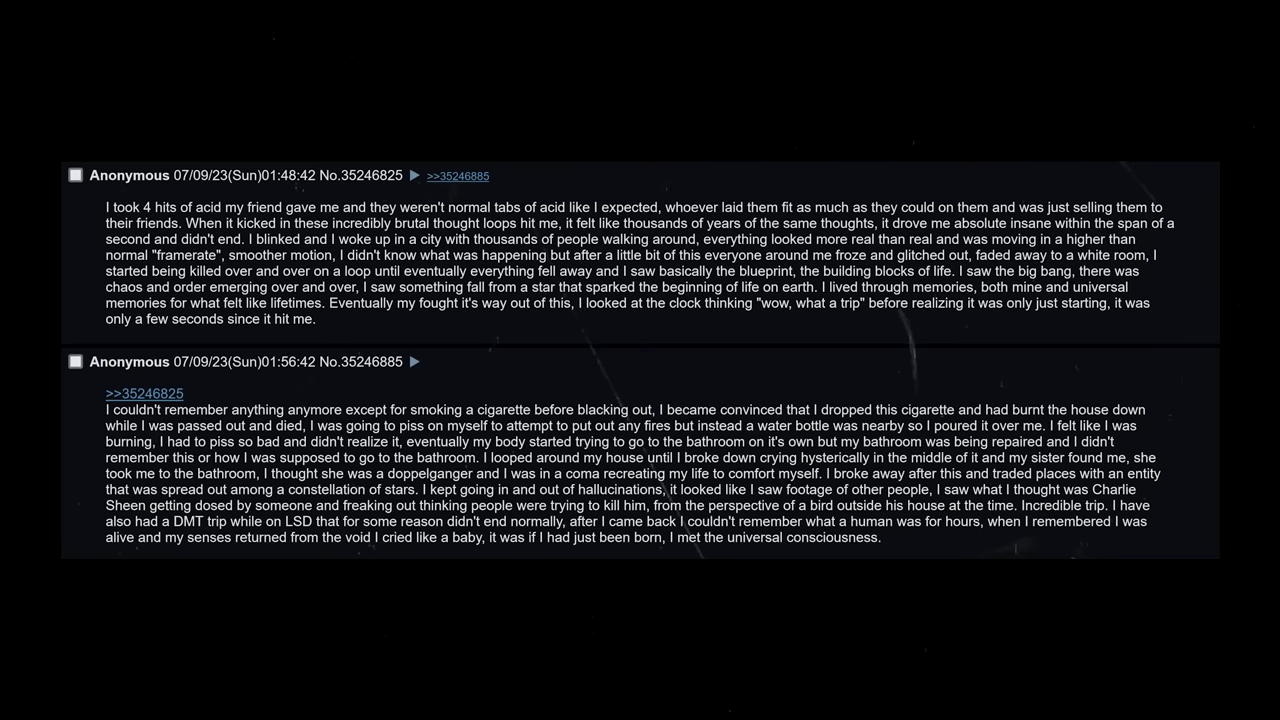 Anonymous 07/09/23(Sun)01:48:42 No.35246825 ▶ >>35246885
I took 4 hits of acid my friend gave me and they weren't normal tabs of acid like I expected, whoever laid them fit as much as they could on them and was just selling them to
their friends. When it kicked in these incredibly brutal thought loops hit me, it felt like thousands of years of the same thoughts, it drove me absolute insane within the span of a
second and didn't end. I blinked and I woke up in a city with thousands of people walking around, everything looked more real than real and was moving in a higher than
normal "framerate", smoother motion, I didn't know what was happening but after a little bit of this everyone around me froze and glitched out, faded away to a white room, I
started being killed over and over on a loop until eventually everything fell away and I saw basically the blueprint, the building blocks of life. I saw the big bang, there was
chaos and order emerging over and over, I saw something fall from a star that sparked the beginning of life on earth. I lived through memories, both mine and universal
memories for what felt like lifetimes. Eventually my fought it's way out of this, I looked at the clock thinking "wow, what a trip" before realizing it was only just starting, it was
only a few seconds since it hit me.
Anonymous 07/09/23(Sun)01:56:42 No.35246885 ▶
>>35246825
I couldn't remember anything anymore except for smoking a cigarette before blacking out, I became convinced that I dropped this cigarette and had burnt the house down
while I was passed out and died, I was going to piss on myself to attempt to put out any fires but instead a water bottle was nearby so I poured it over me. I felt like I was
burning, I had to piss so bad and didn't realize it, eventually my body started trying to go to the bathroom on it's own but my bathroom was being repaired and I didn't
remember this or how I was supposed to go to the bathroom. I looped around my house until I broke down crying hysterically in the middle of it and my sister found me, she
took me to the bathroom, I thought she was a doppelganger and I was in a coma recreating my life to comfort myself. I broke away after this and traded places with an entity
that was spread out among a constellation of stars. I kept going in and out of hallucinations, it looked like I saw footage of other people, I saw what I thought was Charlie
Sheen getting dosed by someone and freaking out thinking people were trying to kill him, from the perspective of a bird outside his house at the time. Incredible trip. I have
also had a DMT trip while on LSD that for some reason didn't end normally, after I came back I couldn't remember what a human was for hours, when I remembered I was
alive and my senses returned from the void I cried like a baby, it was if I had just been born, I met the universal consciousness.